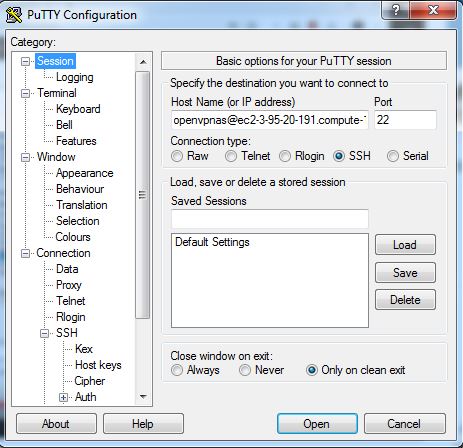 PuTTY Configuration
Category:
Session
Logging
Terminal
Keyboard
Bell
Features
Window
Appearance
Behaviour
Translation
Selection
Colours
Connection
Data
Proxy
Telnet
Rlogin
SSH
Kex
Host keys
Cipher
Auth
Basic options for your PuTTY session
Specify the destination you want to connect to
Host Name (or IP address) Port
openvpnas@ec2-3-95-20-191.compute- 22
Connection type:
Raw Telnet Rlogin SSH Serial
Load, save or delete a stored session
Saved Sessions
Default Settings
Load
Save
Delete
Close window on exit:
Always Never Only on clean exit
About Help Open Cancel